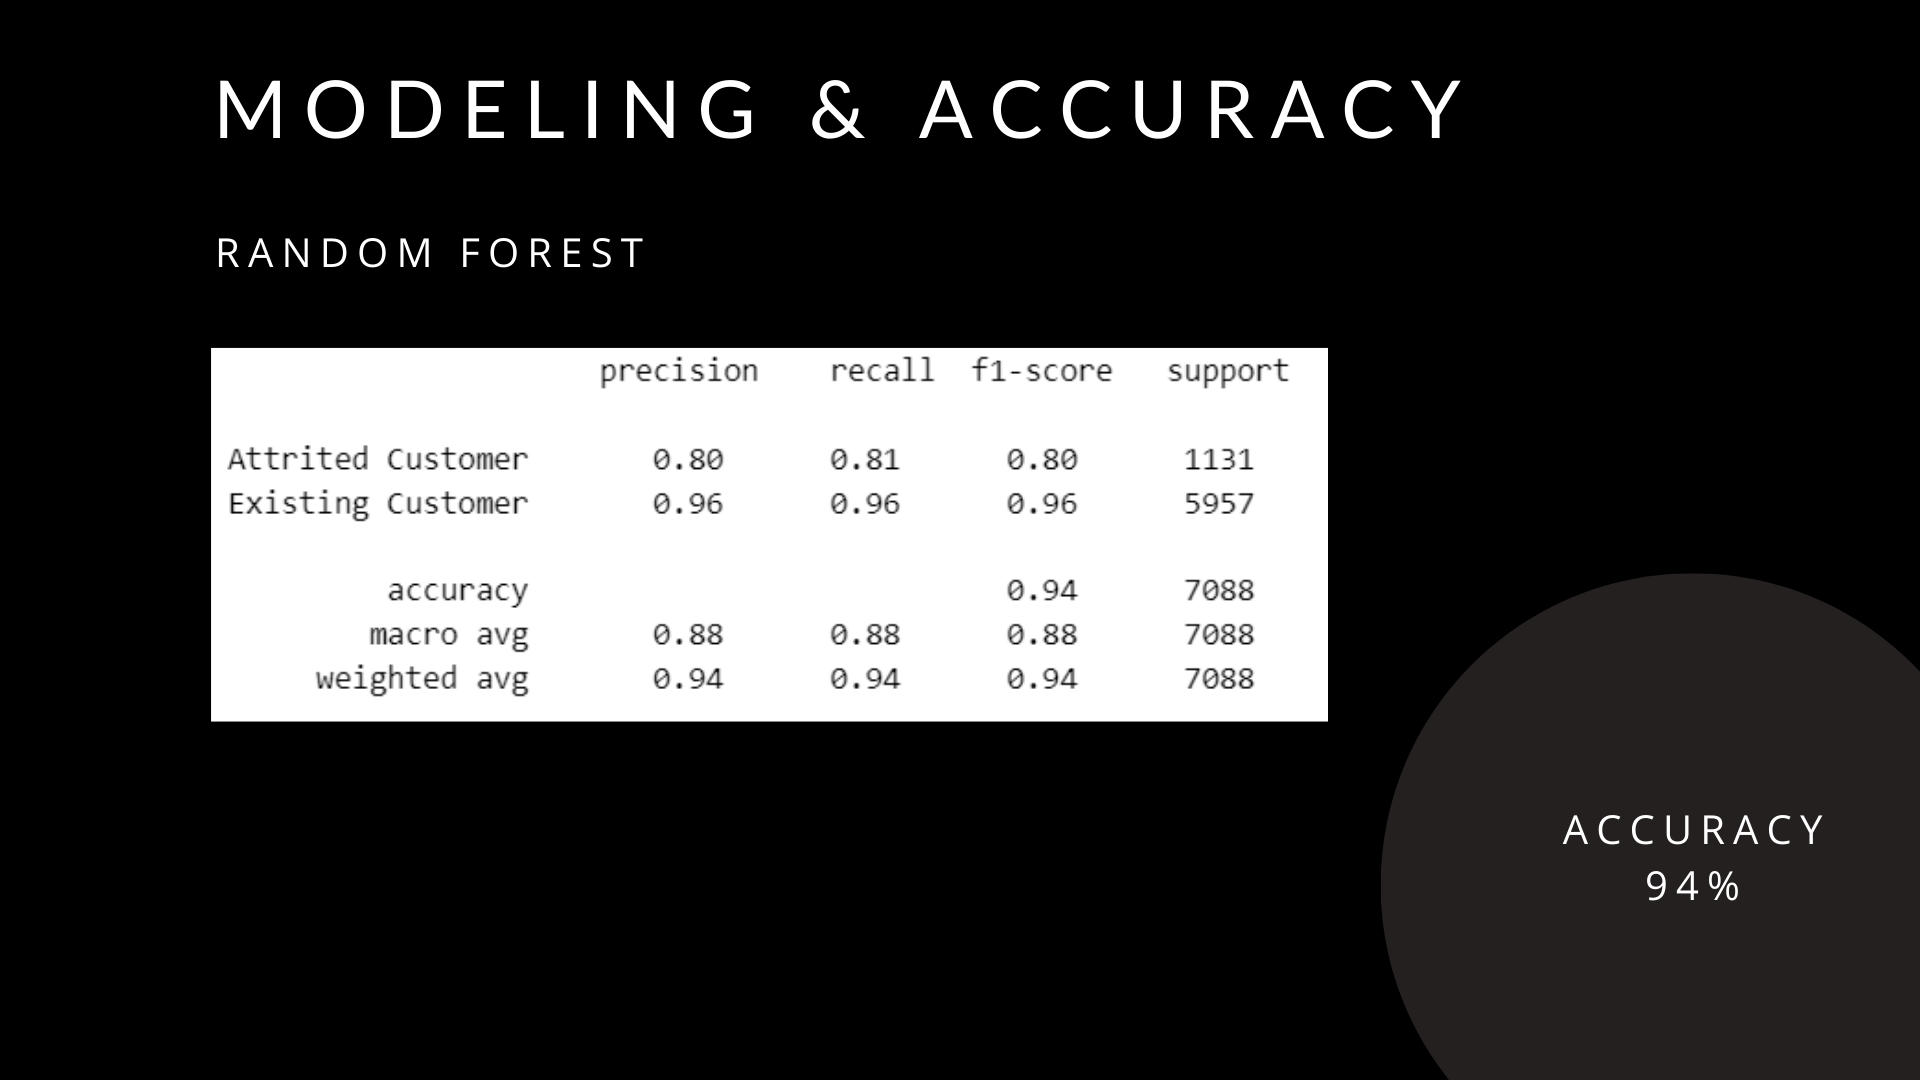 MODELING & ACCURACY
RANDOM FOREST
precision recall f1-score support
Attrited Customer 0.80 0.81 0.80 1131
Existing Customer 0.96 0.96 0.96 5957
accuracy 0.94 7088
macro avg 0.88 0.88 0.88 7088
weighted avg 0.94 0.94 0.94 7088
ACCURACY
94%